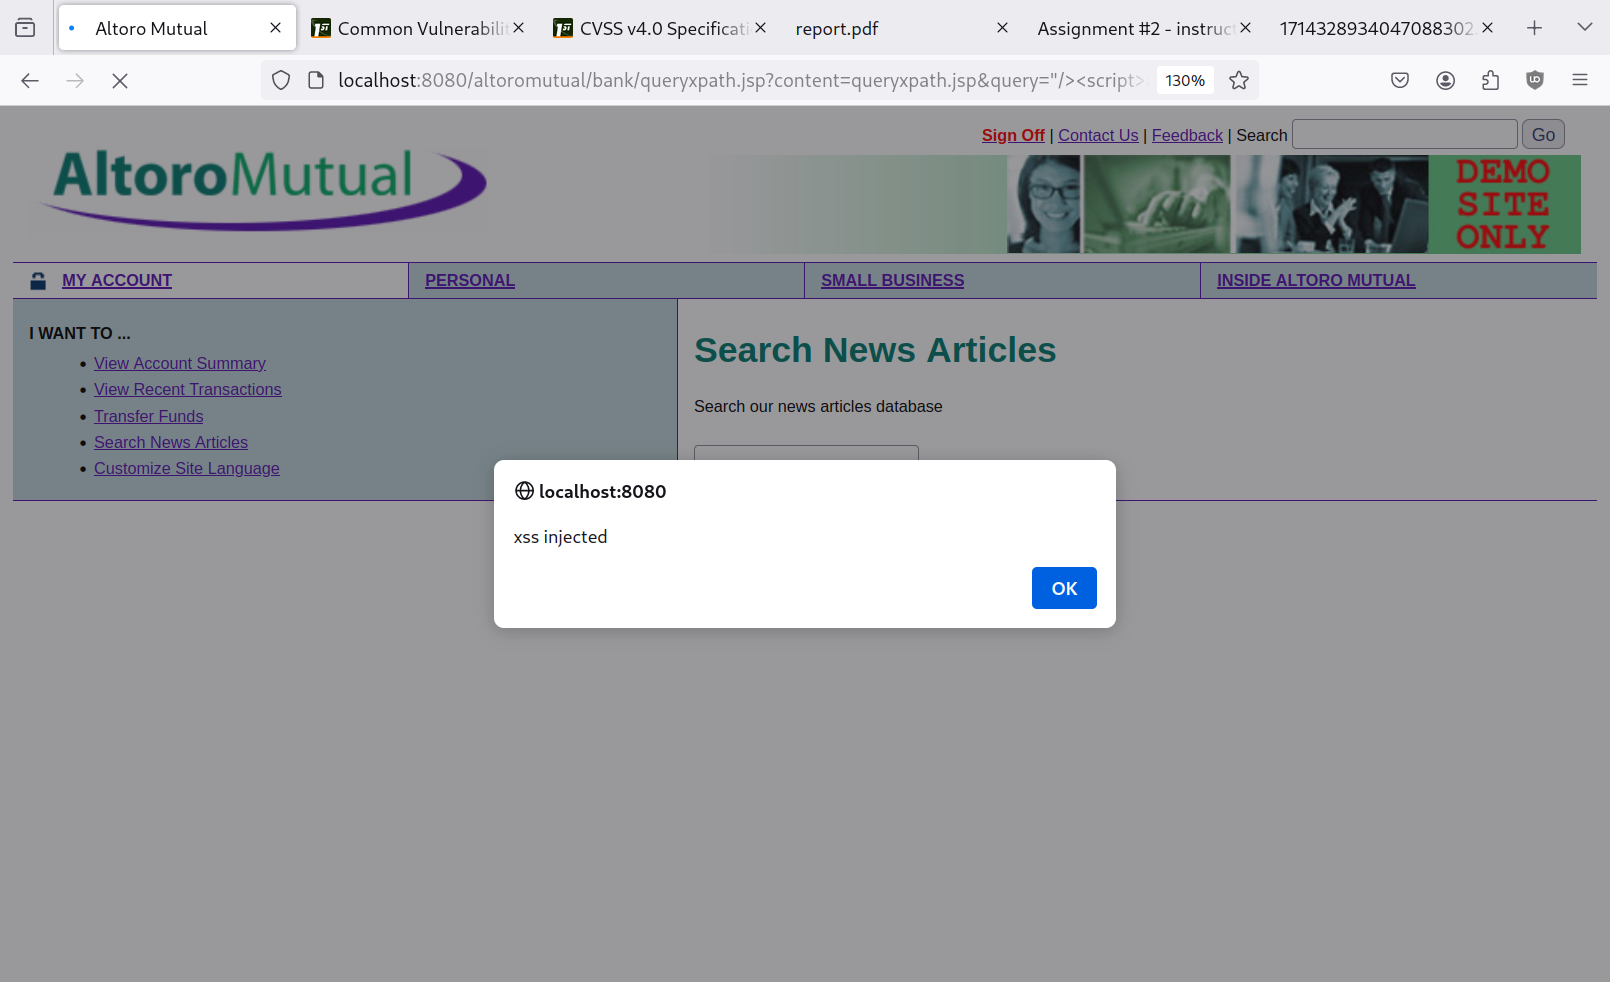 Altoro Mutual
Common Vulnerabilit
CVSS v4.0 Specificati
report.pdf
Assignment #2 - instruct
1714328934047088302
localhost:8080/altoromutual/bank/queryxpath.jsp?content=queryxpath.jsp&query="/><script>
130%
Sign Off | Contact Us | Feedback | Search
Go
AltoroMutual
DEMO
SITE
ONLY
MY ACCOUNT
PERSONAL
SMALL BUSINESS
INSIDE ALTORO MUTUAL
I WANT TO ...
View Account Summary
View Recent Transactions
Transfer Funds
Search News Articles
Customize Site Language
Search News Articles
Search our news articles database
localhost:8080
xss injected
OK